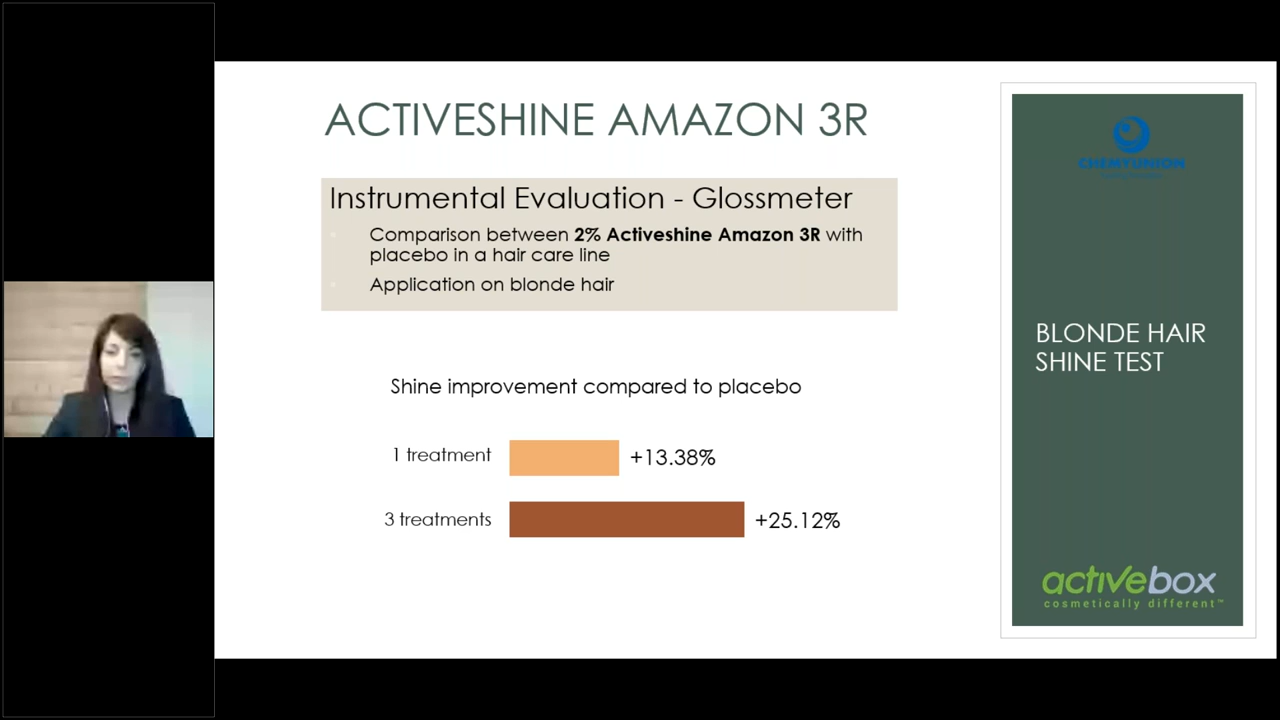 ACTIVESHINE AMAZON 3R
Instrumental Evaluation - Glossmeter
Comparison between 2% Activeshine Amazon 3R with
placebo in a hair care line
Application on blonde hair
Shine improvement compared to placebo
1 treatment +13.38%
3 treatments +25.12%
CHEMYUNION
BLONDE HAIR
SHINE TEST
activebox
cosmetically different™